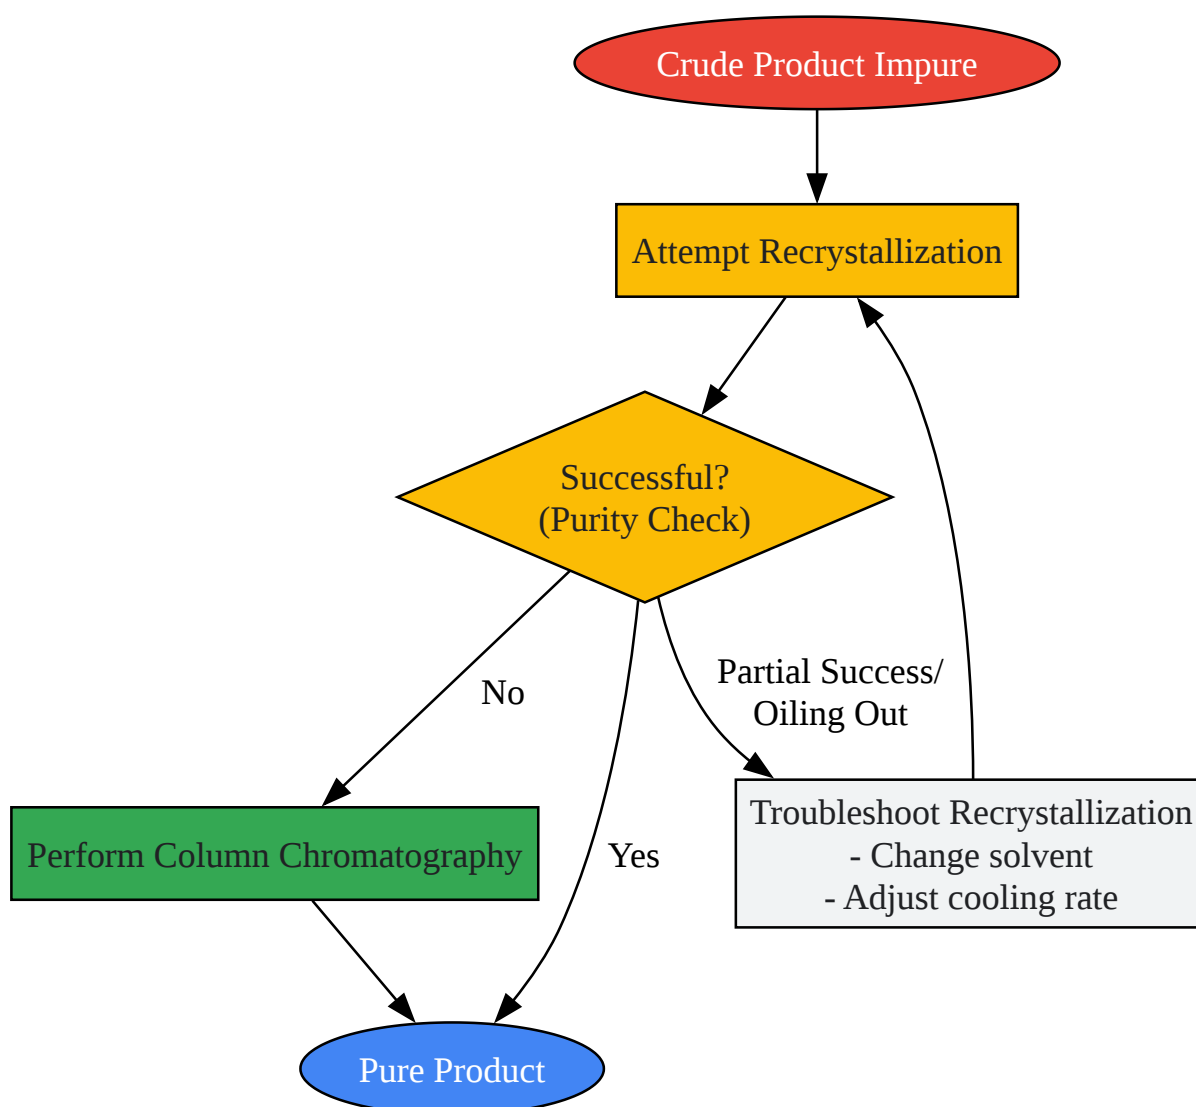 Crude Product Impure
Attempt Recrystallization
Successful?
(Purity Check)
Partial Success/
Oiling Out
No
Yes
Perform Column Chromatography
Troubleshoot Recrystallization
- Change solvent
- Adjust cooling rate
Pure Product